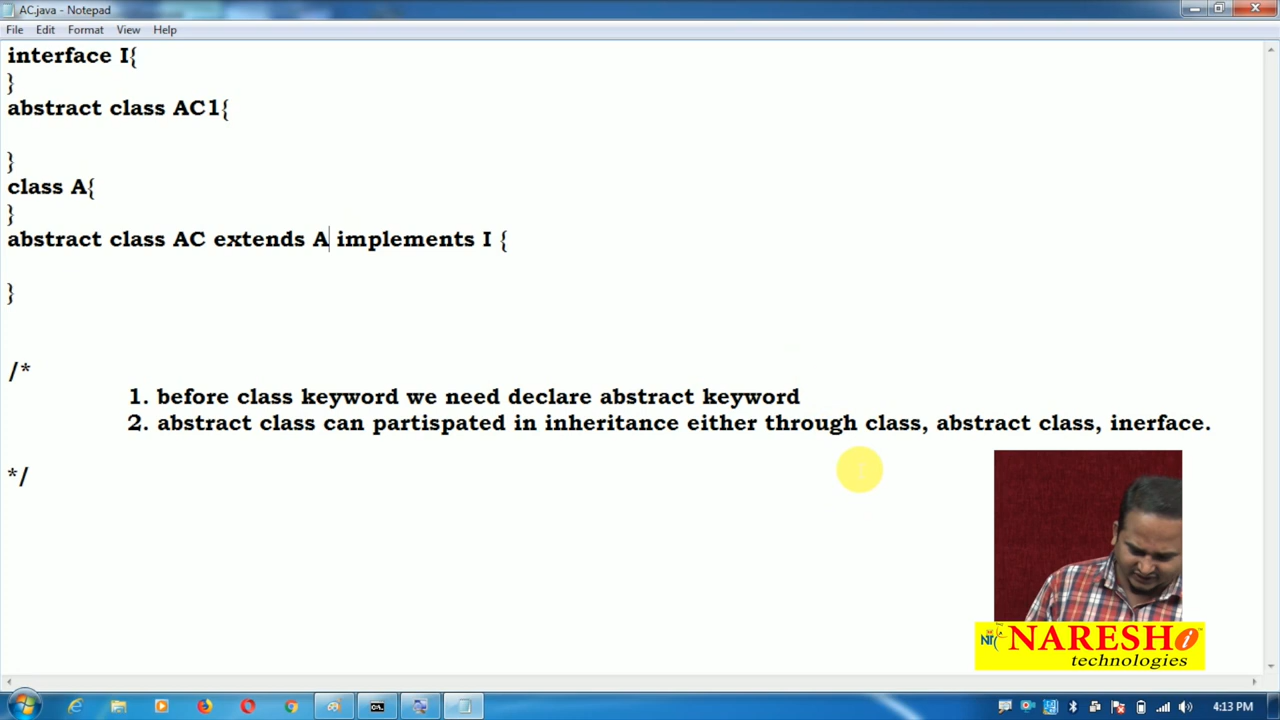 AC.java - Notepad
File Edit Format View Help
interface I{
}
abstract class AC1{
}
class A{
}
abstract class AC extends A implements I {
}
/*
1. before class keyword we need declare abstract keyword
2. abstract class can partispated in inheritance either through class, abstract class, inerface.
*/
NARESH i
technologies
4:13 PM